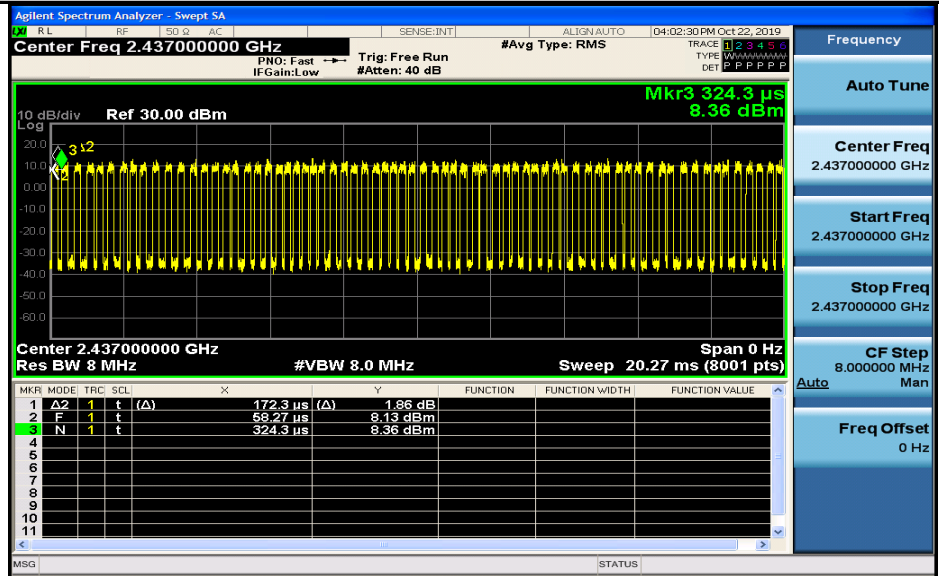 Agilent Spectrum Analyzer - Swept SA
LXI RL RF 50 Ω AC SENSE:INT ALIGN AUTO 04:02:30 PM Oct 22, 2019
Center Freq 2.437000000 GHz #Avg Type: RMS TRACE 1 2 3 4 5 6
PNO: Fast Trig: Free Run TYPE WWWWWW
IFGain:Low #Atten: 40 dB DET P P P P P P
Mkr3 324.3 µs
10 dB/div Ref 30.00 dBm 8.36 dBm
Log
20.0
10.0
0.00
-10.0
-20.0
-30.0
-40.0
-50.0
-60.0
3 Δ2
2
Center 2.437000000 GHz Span 0 Hz
Res BW 8 MHz #VBW 8.0 MHz Sweep 20.27 ms (8001 pts)
MKR MODE TRC SCL X Y FUNCTION FUNCTION WIDTH FUNCTION VALUE
1 Δ2 1 t (Δ) 172.3 µs (Δ) 1.86 dB
2 F 1 t 58.27 µs 8.13 dBm
3 N 1 t 324.3 µs 8.36 dBm
4
5
6
7
8
9
10
11
MSG STATUS
Frequency
Auto Tune
Center Freq
2.437000000 GHz
Start Freq
2.437000000 GHz
Stop Freq
2.437000000 GHz
CF Step
8.000000 MHz
Auto Man
Freq Offset
0 Hz